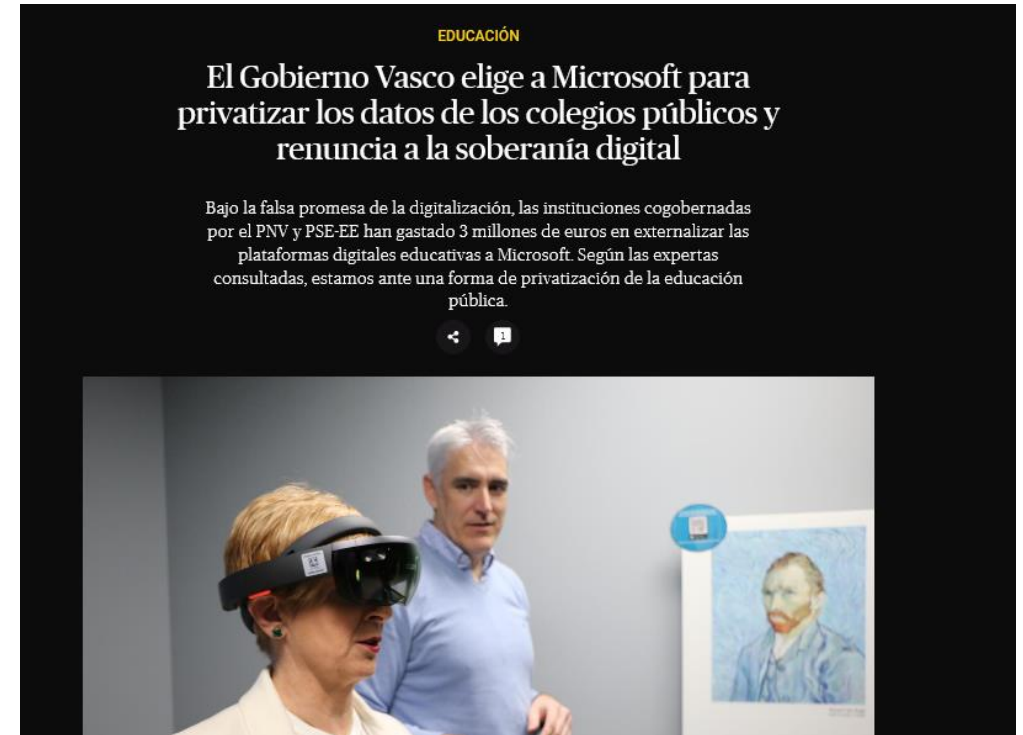 EDUCACIÓN
El Gobierno Vasco elige a Microsoft para
privatizar los datos de los colegios públicos y
renuncia a la soberanía digital
Bajo la falsa promesa de la digitalización, las instituciones cogobernadas
por el PNV y PSE-EE han gastado 3 millones de euros en externalizar las
plataformas digitales educativas a Microsoft. Según las expertas
consultadas, estamos ante una forma de privatización de la educación
pública.
1